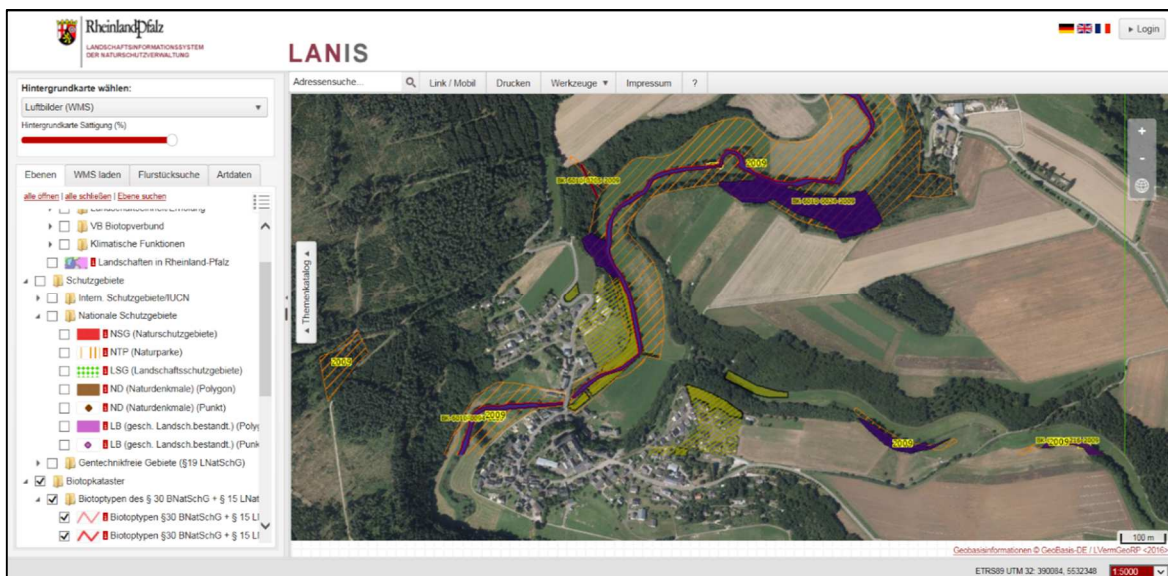 RheinlandPfalz
LANDSCHAFTSINFORMATIONSSYSTEM
DER NATURSCHUTZVERWALTUNG
LANIS
▸ Login
Hintergrundkarte wählen:
Luftbilder (WMS)
Hintergrundkarte Sättigung (%)
Adressensuche...
Link / Mobil
Drucken
Werkzeuge
Impressum
?
Ebenen
WMS laden
Flurstücksuche
Artdaten
alle öffnen | alle schließen | Ebene suchen
VB Biotopverbund
Klimatische Funktionen
Landschaften in Rheinland-Pfalz
Schutzgebiete
Intern. Schutzgebiete/IUCN
Nationale Schutzgebiete
NSG (Naturschutzgebiete)
NTP (Naturparke)
LSG (Landschaftsschutzgebiete)
ND (Naturdenkmale) (Polygon)
ND (Naturdenkmale) (Punkt)
LB (gesch. Landsch.bestandt.) (Poly
LB (gesch. Landsch.bestandt.) (Punk
Gentechnikfreie Gebiete (§19 LNatSchG)
Biotopkataster
Biotoptypen des § 30 BNatSchG + § 15 LNat
Biotoptypen §30 BNatSchG + § 15 LI
Biotoptypen §30 BNatSchG + § 15 LI
Themenkatalog
2009
2009
2009
2009
2009
+
-
100 m
Geobasisinformationen © GeoBasis-DE / LVermGeoRP <2016>
ETRS89 UTM 32: 390084, 5532348
1:5000